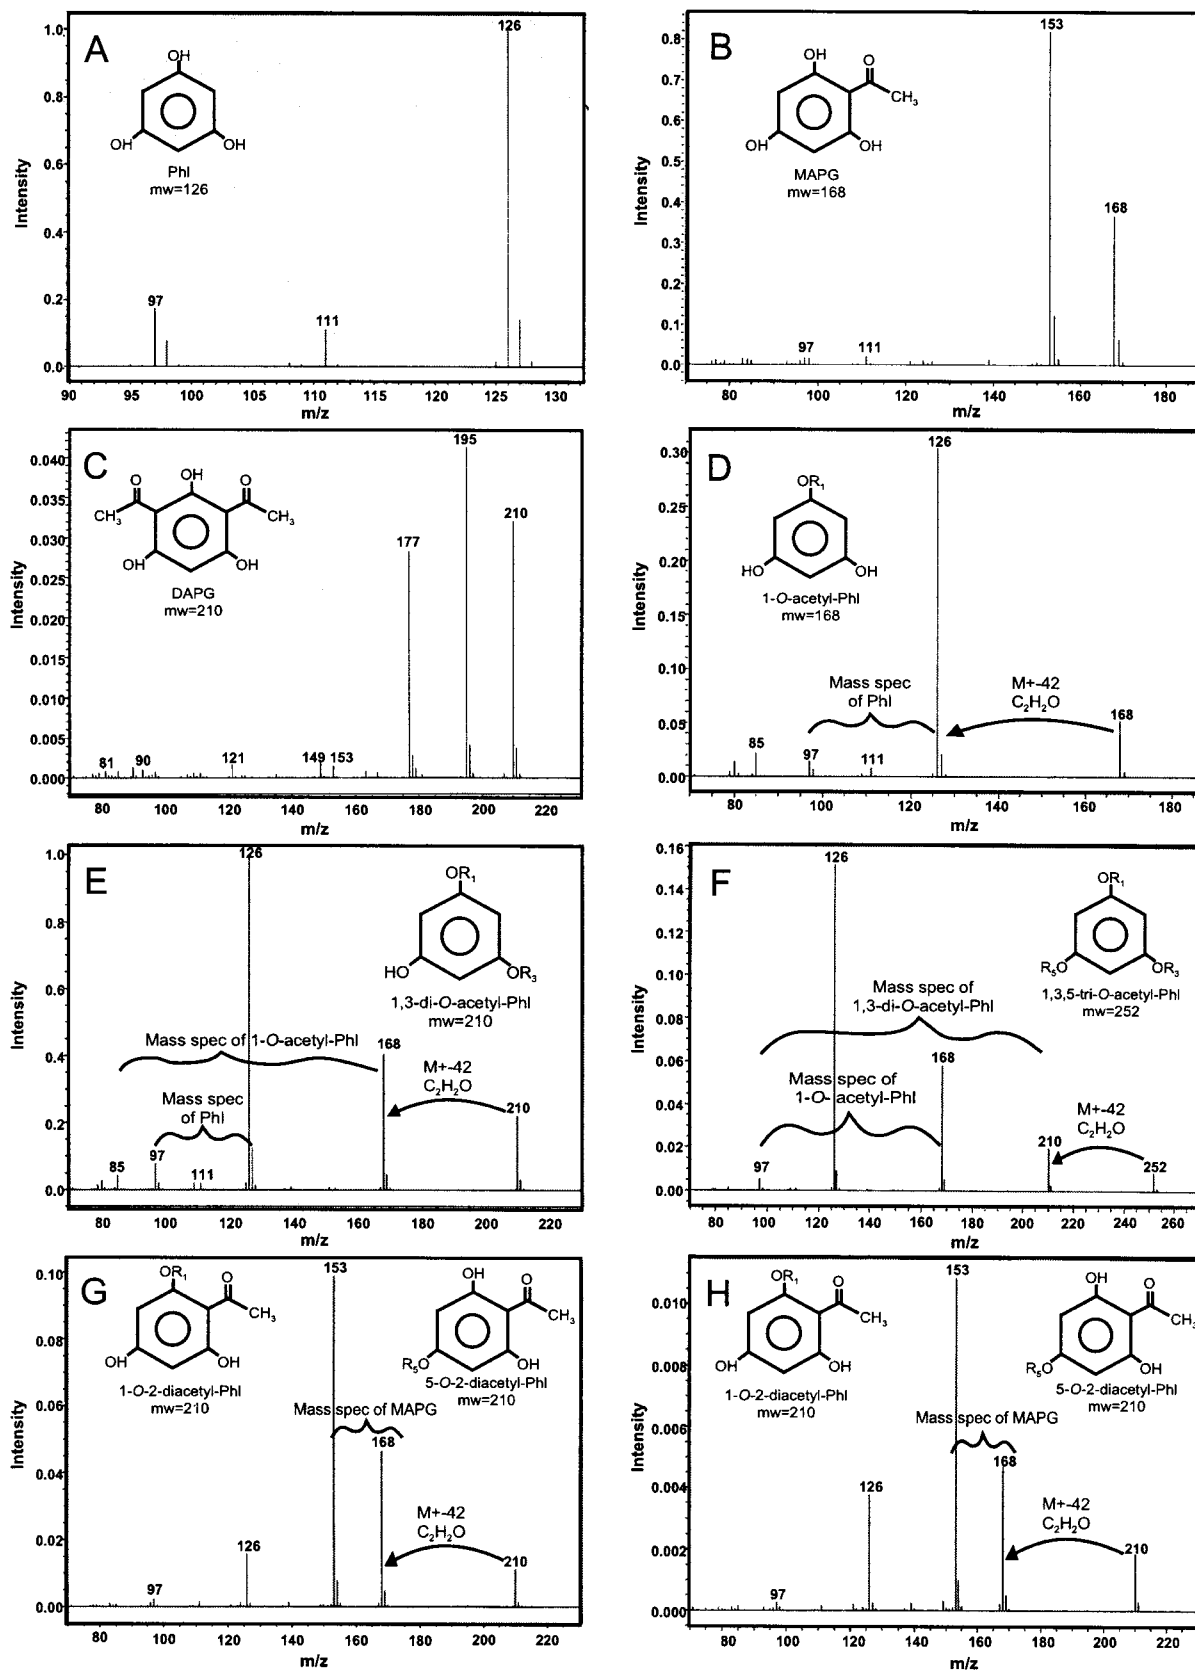 A
1.0
0.8
0.6
0.4
0.2
0.0
Intensity
90 95 100 105 110 115 120 125 130
m/z
OH
OH
OH
Phl
mw=126
97
111
126
B
0.8
0.7
0.6
0.5
0.4
0.3
0.2
0.1
0.0
Intensity
80 100 120 140 160 180
m/z
OH
O
CH3
OH
OH
MAPG
mw=168
97
111
153
168
C
0.040
0.035
0.030
0.025
0.020
0.015
0.010
0.005
0.000
Intensity
80 100 120 140 160 180 200 220
m/z
O
OH
O
CH3
CH3
OH
OH
DAPG
mw=210
81
90
121
149
153
177
195
210
D
0.30
0.25
0.20
0.15
0.10
0.05
0.00
Intensity
80 100 120 140 160 180
m/z
OR1
HO
OH
1-O-acetyl-Phl
mw=168
Mass spec
of Phl
M+-42
C2H2O
85
97
111
126
168
E
1.0
0.8
0.6
0.4
0.2
0.0
Intensity
80 100 120 140 160 180 200 220
m/z
OR1
HO
OR3
1,3-di-O-acetyl-Phl
mw=210
Mass spec of 1-O-acetyl-Phl
Mass spec
of Phl
M+-42
C2H2O
85
97
111
126
168
210
F
0.16
0.14
0.12
0.10
0.08
0.06
0.04
0.02
0.00
Intensity
80 100 120 140 160 180 200 220 240 260
m/z
OR1
R5O
OR3
1,3,5-tri-O-acetyl-Phl
mw=252
Mass spec of
1,3-di-O-acetyl-Phl
Mass spec of
1-O- acetyl-Phl
M+-42
C2H2O
97
126
168
210
252
G
0.10
0.08
0.06
0.04
0.02
0.00
Intensity
80 100 120 140 160 180 200 220
m/z
OR1
O
CH3
OH
OH
1-O-2-diacetyl-Phl
mw=210
OH
O
CH3
R5O
OH
5-O-2-diacetyl-Phl
mw=210
Mass spec of MAPG
M+-42
C2H2O
97
126
153
168
210
H
0.010
0.008
0.006
0.004
0.002
0.000
Intensity
80 100 120 140 160 180 200 220
m/z
OR1
O
CH3
OH
OH
1-O-2-diacetyl-Phl
mw=210
OH
O
CH3
R5O
OH
5-O-2-diacetyl-Phl
mw=210
Mass spec of MAPG
M+-42
C2H2O
97
126
153
168
210